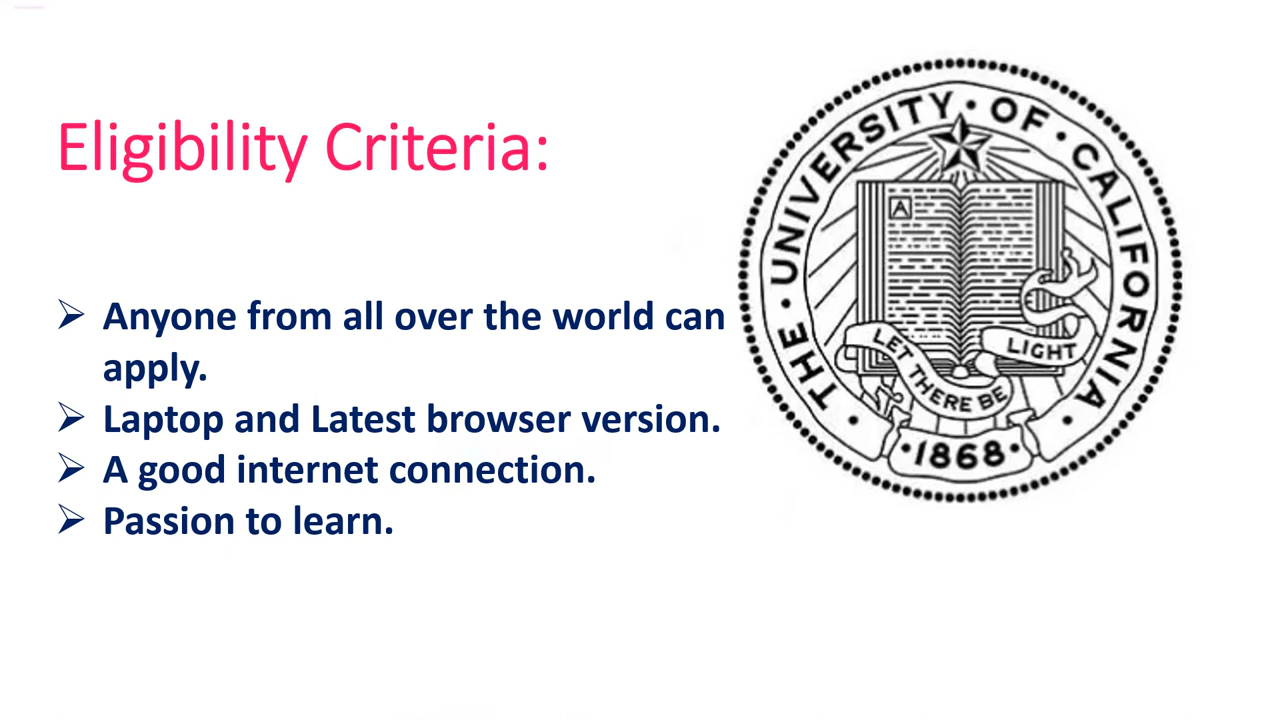 Eligibility Criteria:
➢ Anyone from all over the world can
apply.
➢ Laptop and Latest browser version.
➢ A good internet connection.
➢ Passion to learn.
THE · UNIVERSITY · OF · CALIFORNIA
A
LET THERE BE LIGHT
·1868·